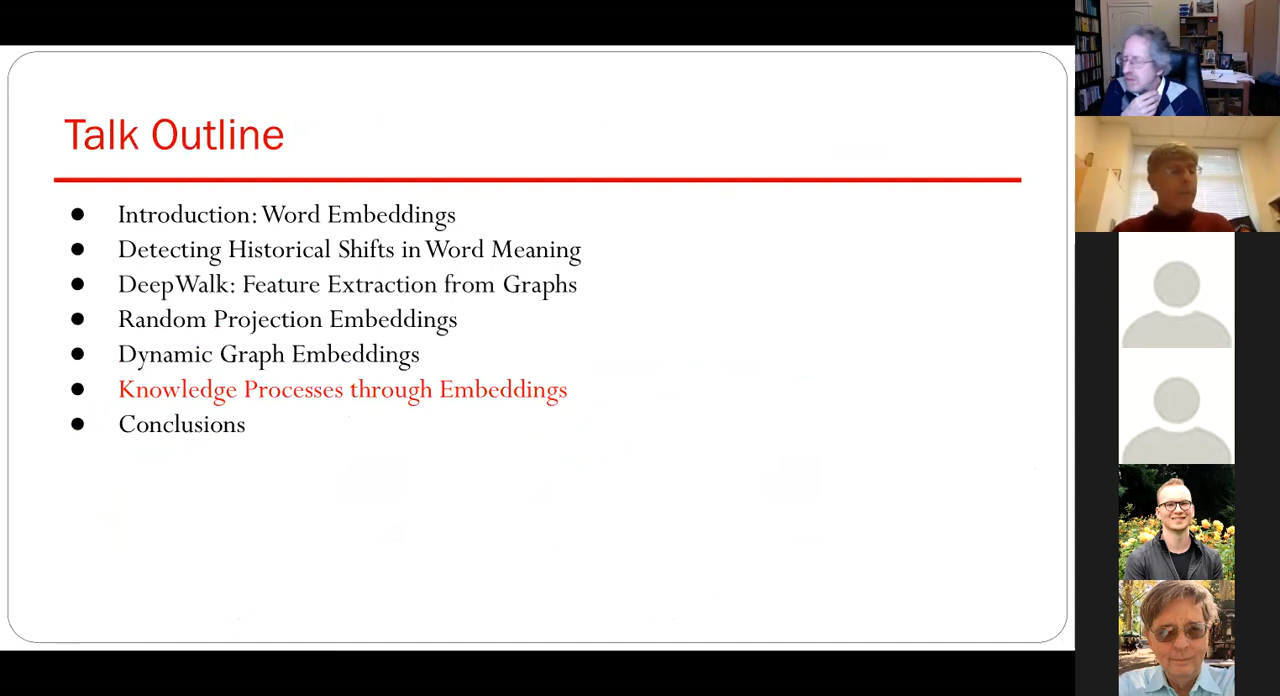 Talk Outline
● Introduction: Word Embeddings
● Detecting Historical Shifts in Word Meaning
● DeepWalk: Feature Extraction from Graphs
● Random Projection Embeddings
● Dynamic Graph Embeddings
● Knowledge Processes through Embeddings
● Conclusions